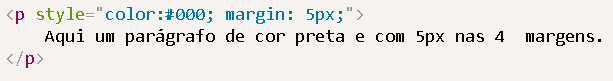 <p style="color:#000; margin: 5px;">
    Aqui um parágrafo de cor preta e com 5px nas 4  margens.
</p>